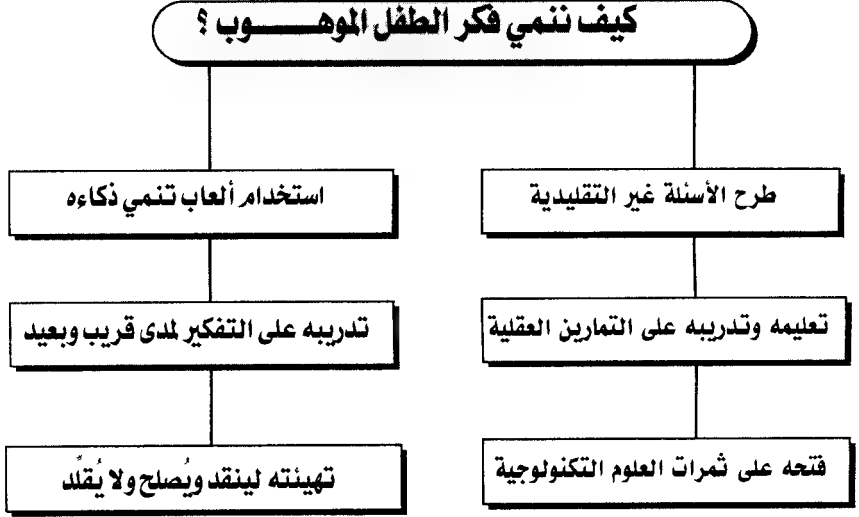 كيف ننمي فكر الطفل الموهـــــوب ؟
طرح الأسئلة غير التقليدية
استخدام ألعاب تنمي ذكاءه
تعليمه وتدريبه على التمارين العقلية
تدريبه على التفكير لمدى قريب وبعيد
فتحه على ثمرات العلوم التكنولوجية
تهيئته لينقد ويُصلح ولا يُقلِّد